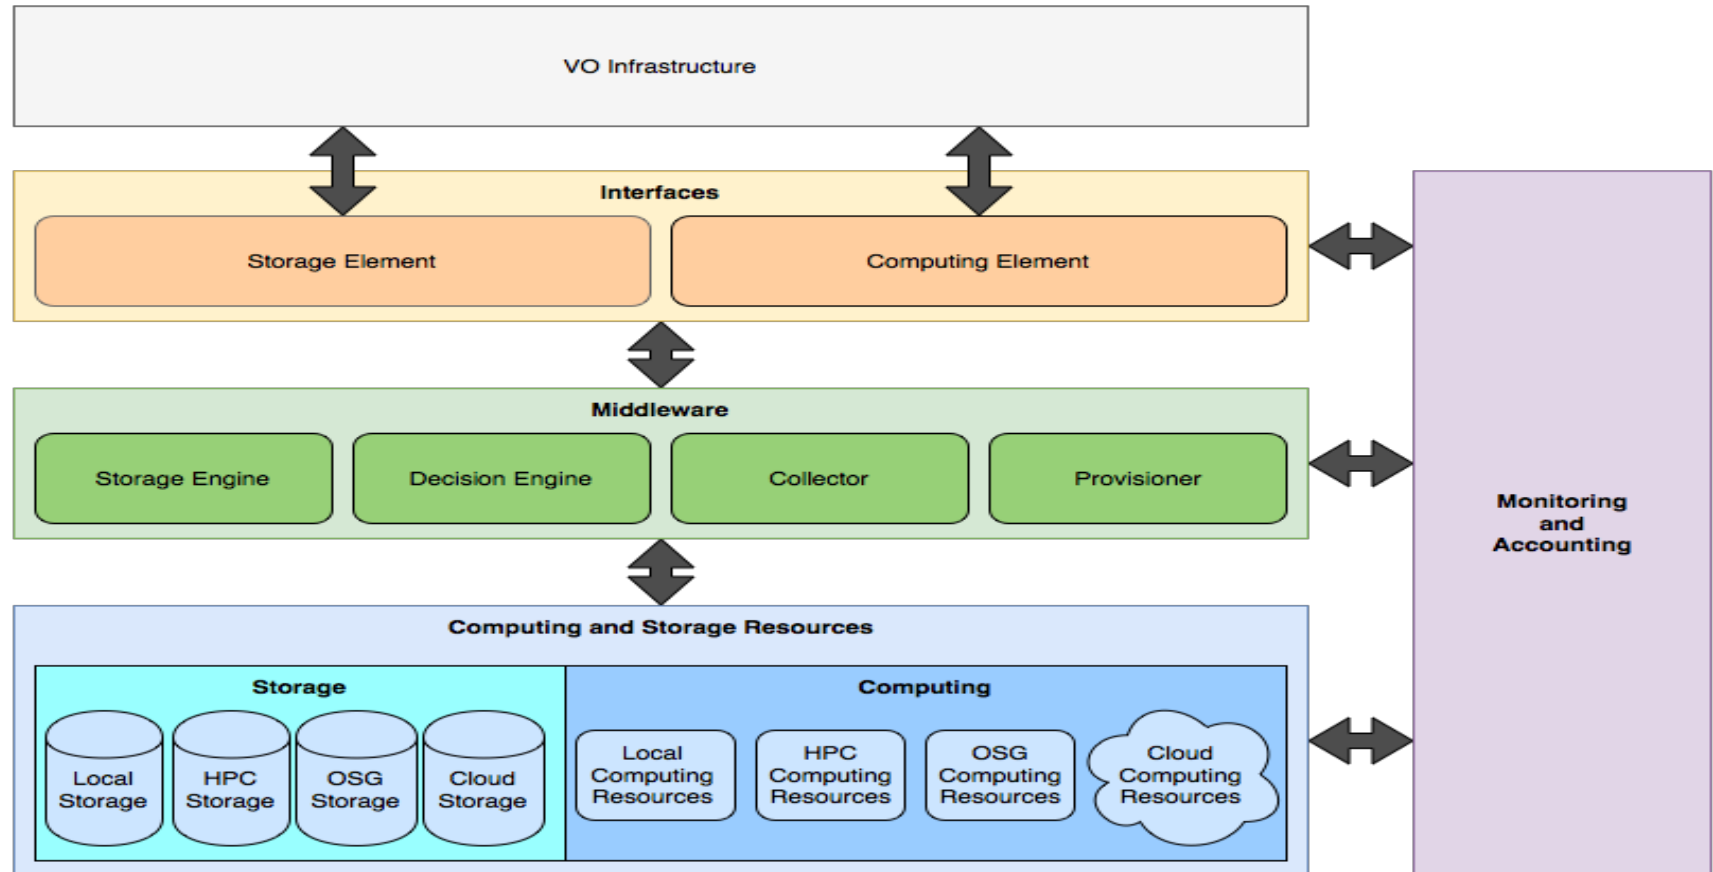 VO Infrastructure
Interfaces
Storage Element
Computing Element
Middleware
Storage Engine
Decision Engine
Collector
Provisioner
Monitoring
and
Accounting
Computing and Storage Resources
Storage
Local
Storage
HPC
Storage
OSG
Storage
Cloud
Storage
Computing
Local
Computing
Resources
HPC
Computing
Resources
OSG
Computing
Resources
Cloud
Computing
Resources